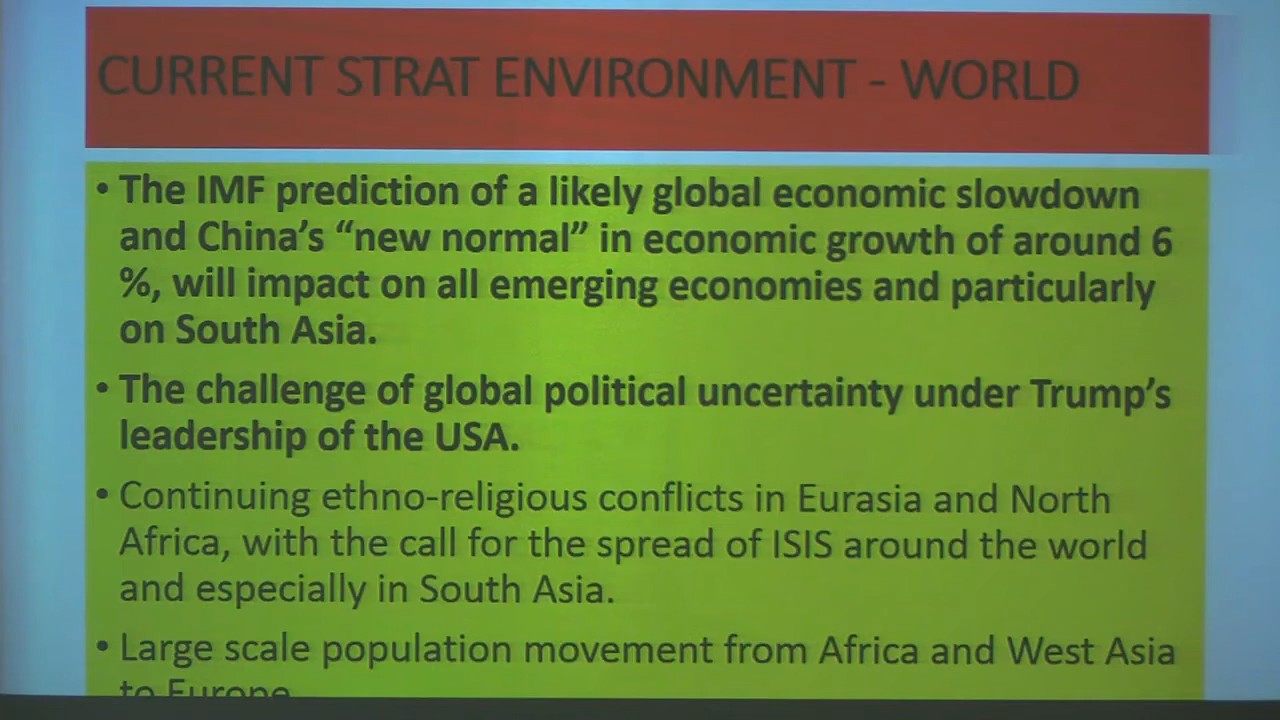 CURRENT STRAT ENVIRONMENT - WORLD
• The IMF prediction of a likely global economic slowdown
and China’s “new normal” in economic growth of around 6
%, will impact on all emerging economies and particularly
on South Asia.
• The challenge of global political uncertainty under Trump’s
leadership of the USA.
• Continuing ethno-religious conflicts in Eurasia and North
Africa, with the call for the spread of ISIS around the world
and especially in South Asia.
• Large scale population movement from Africa and West Asia
to Europe